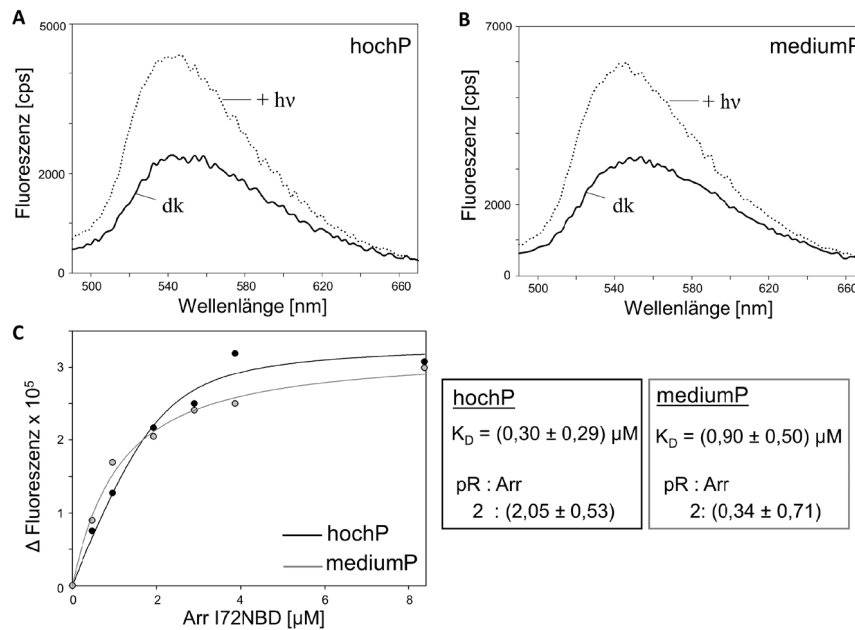 A
5000
2000
0
Fluoreszenz [cps]
hochP
+ hν
dk
500 540 580 620 660
Wellenlänge [nm]
B
7000
2000
0
Fluoreszenz [cps]
mediumP
+ hν
dk
500 540 580 620 660
Wellenlänge [nm]
C
3
2
1
0
Δ Fluoreszenz x 10⁵
hochP
mediumP
0 2 4 6 8
Arr I72NBD [µM]
hochP
K_D = (0,30 ± 0,29) µM
pR : Arr
2 : (2,05 ± 0,53)
mediumP
K_D = (0,90 ± 0,50) µM
pR : Arr
2: (0,34 ± 0,71)